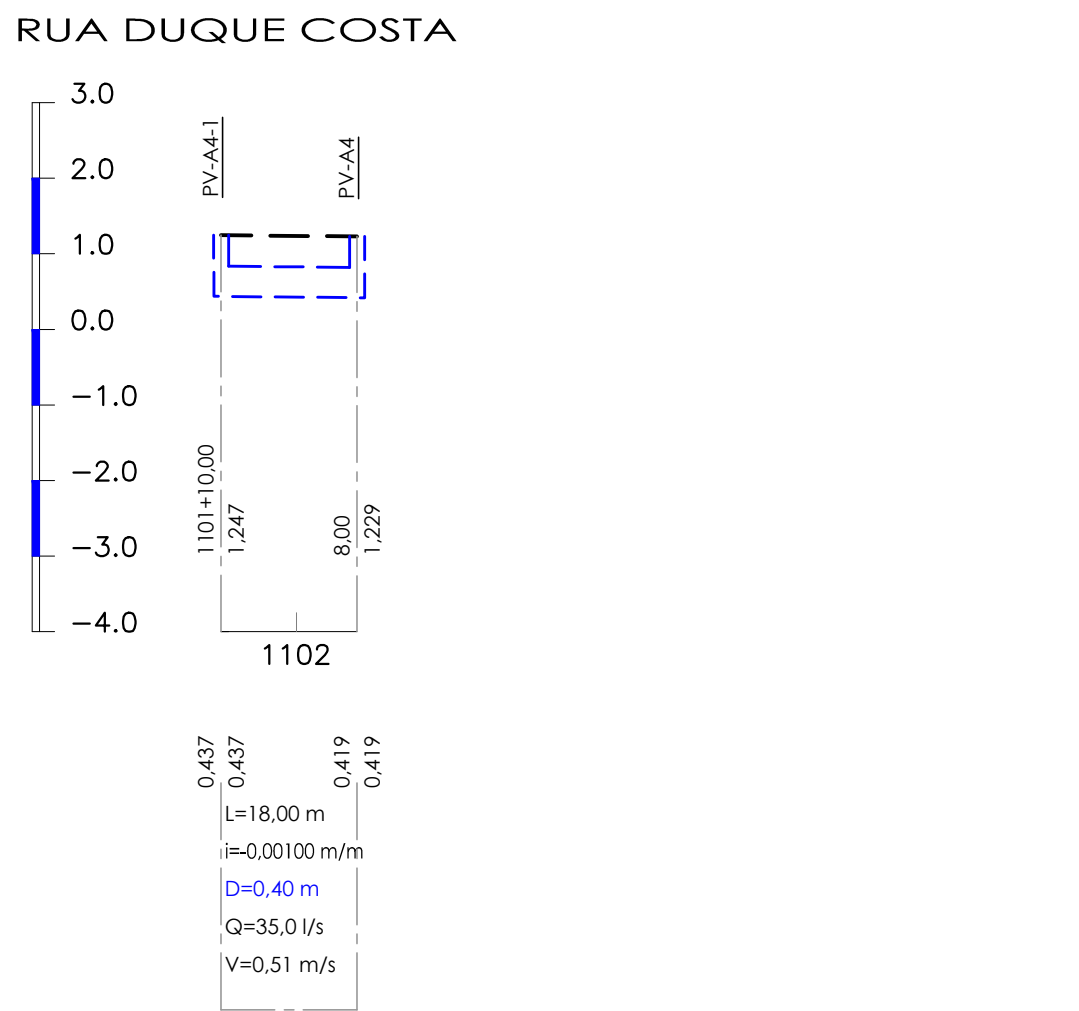 RUA DUQUE COSTA
3.0
2.0
1.0
0.0
−1.0
−2.0
−3.0
−4.0
PV-A4-1
PV-A4
1101+10,00
1,247
8,00
1,229
1102
0,437
0,437
0,419
0,419
L=18,00 m
i=-0,00100 m/m
D=0,40 m
Q=35,0 l/s
V=0,51 m/s